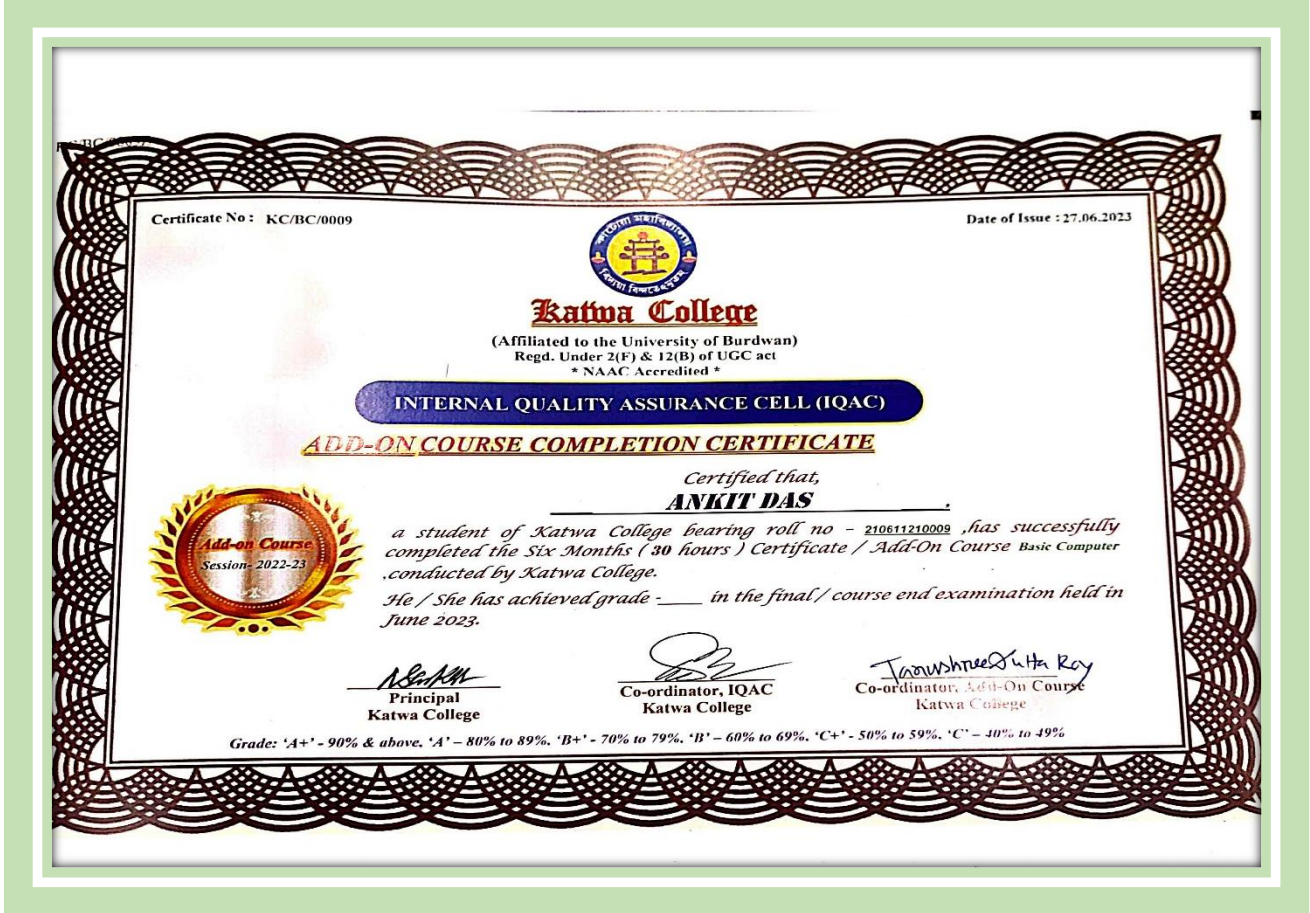 Certificate No : KC/BC/0009
Date of Issue : 27.06.2023
কাটোয়া মহাবিদ্যালয়
Katwa College
(Affiliated to the University of Burdwan)
Regd. Under 2(F) & 12(B) of UGC act
* NAAC Accredited *
INTERNAL QUALITY ASSURANCE CELL (IQAC)
ADD-ON COURSE COMPLETION CERTIFICATE
Certified that,
ANKIT DAS .
a student of Katwa College bearing roll no – 210611210009 ,has successfully
completed the Six Months ( 30 hours ) Certificate / Add-On Course Basic Computer
.conducted by Katwa College.
He / She has achieved grade -____ in the final / course end examination held in
June 2023.
Add-on Course
Session- 2022-23
Tanushree Dutta Roy
Principal
Katwa College
Co-ordinator, IQAC
Katwa College
Co-ordinator, Add-On Course
Katwa College
Grade: ‘A+’ - 90% & above, ‘A’ – 80% to 89%, ‘B+’ - 70% to 79%, ‘B’ – 60% to 69%, ‘C+’ - 50% to 59%, ‘C’ – 40% to 49%